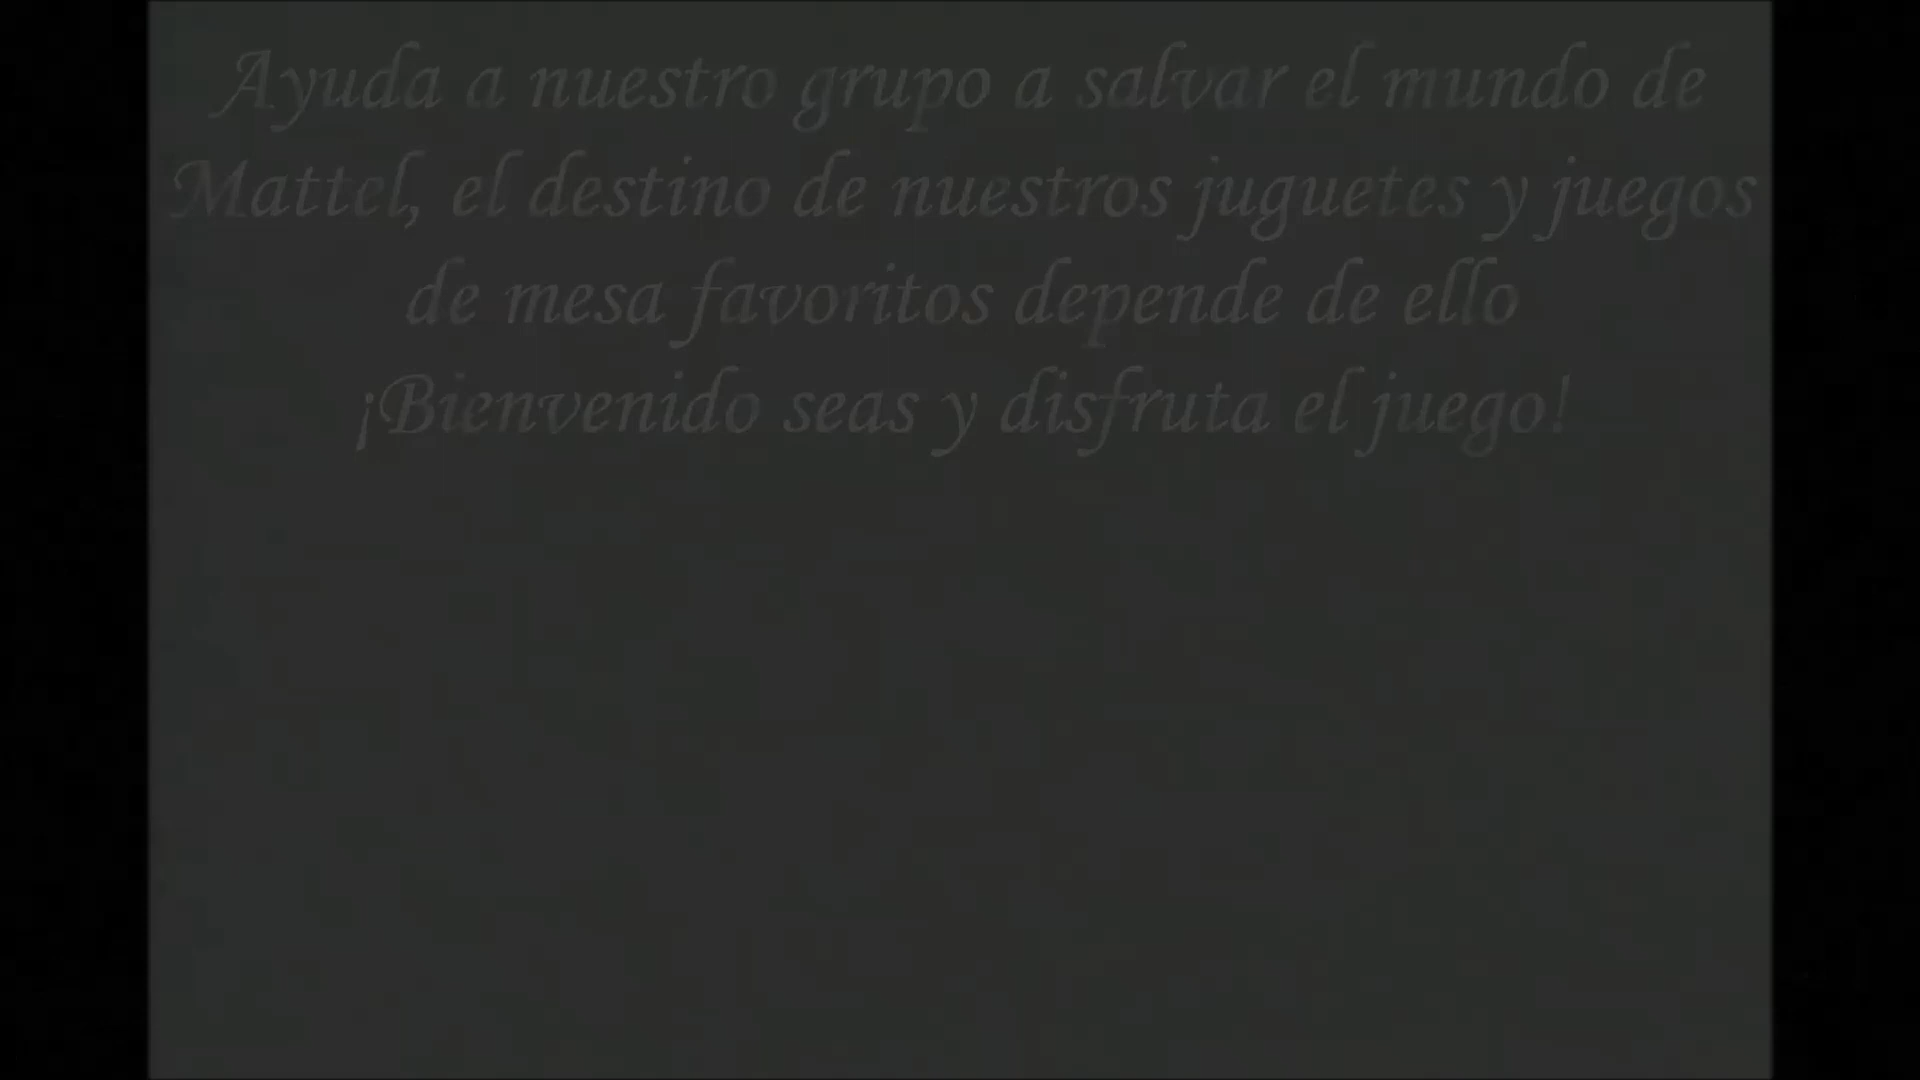 Ayuda a nuestro grupo a salvar el mundo de
Mattel, el destino de nuestros juguetes y juegos
de mesa favoritos depende de ello
¡Bienvenido seas y disfruta el juego!